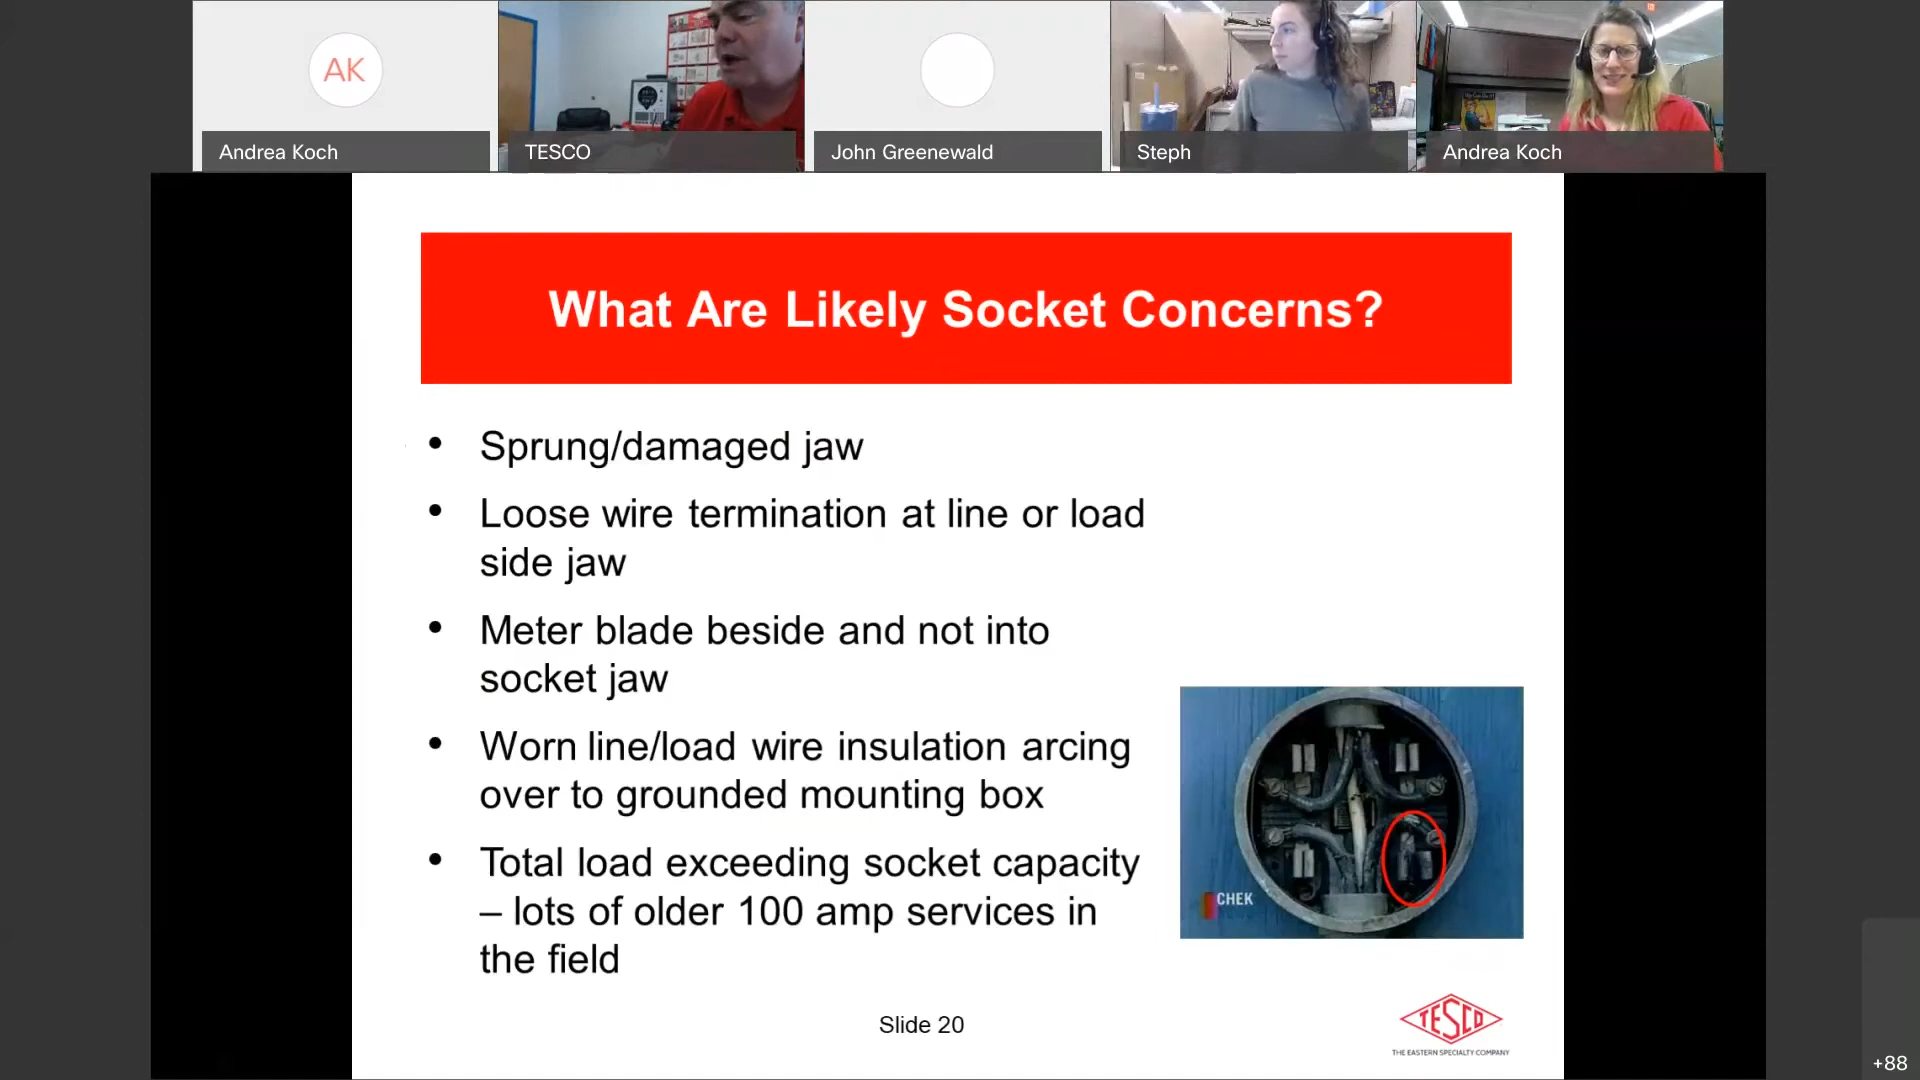 AK
Andrea Koch
TESCO
John Greenewald
Steph
Andrea Koch
What Are Likely Socket Concerns?
• Sprung/damaged jaw
• Loose wire termination at line or load
side jaw
• Meter blade beside and not into
socket jaw
• Worn line/load wire insulation arcing
over to grounded mounting box
• Total load exceeding socket capacity
– lots of older 100 amp services in
the field
CHEK
Slide 20
TESCO
THE EASTERN SPECIALTY COMPANY
+88